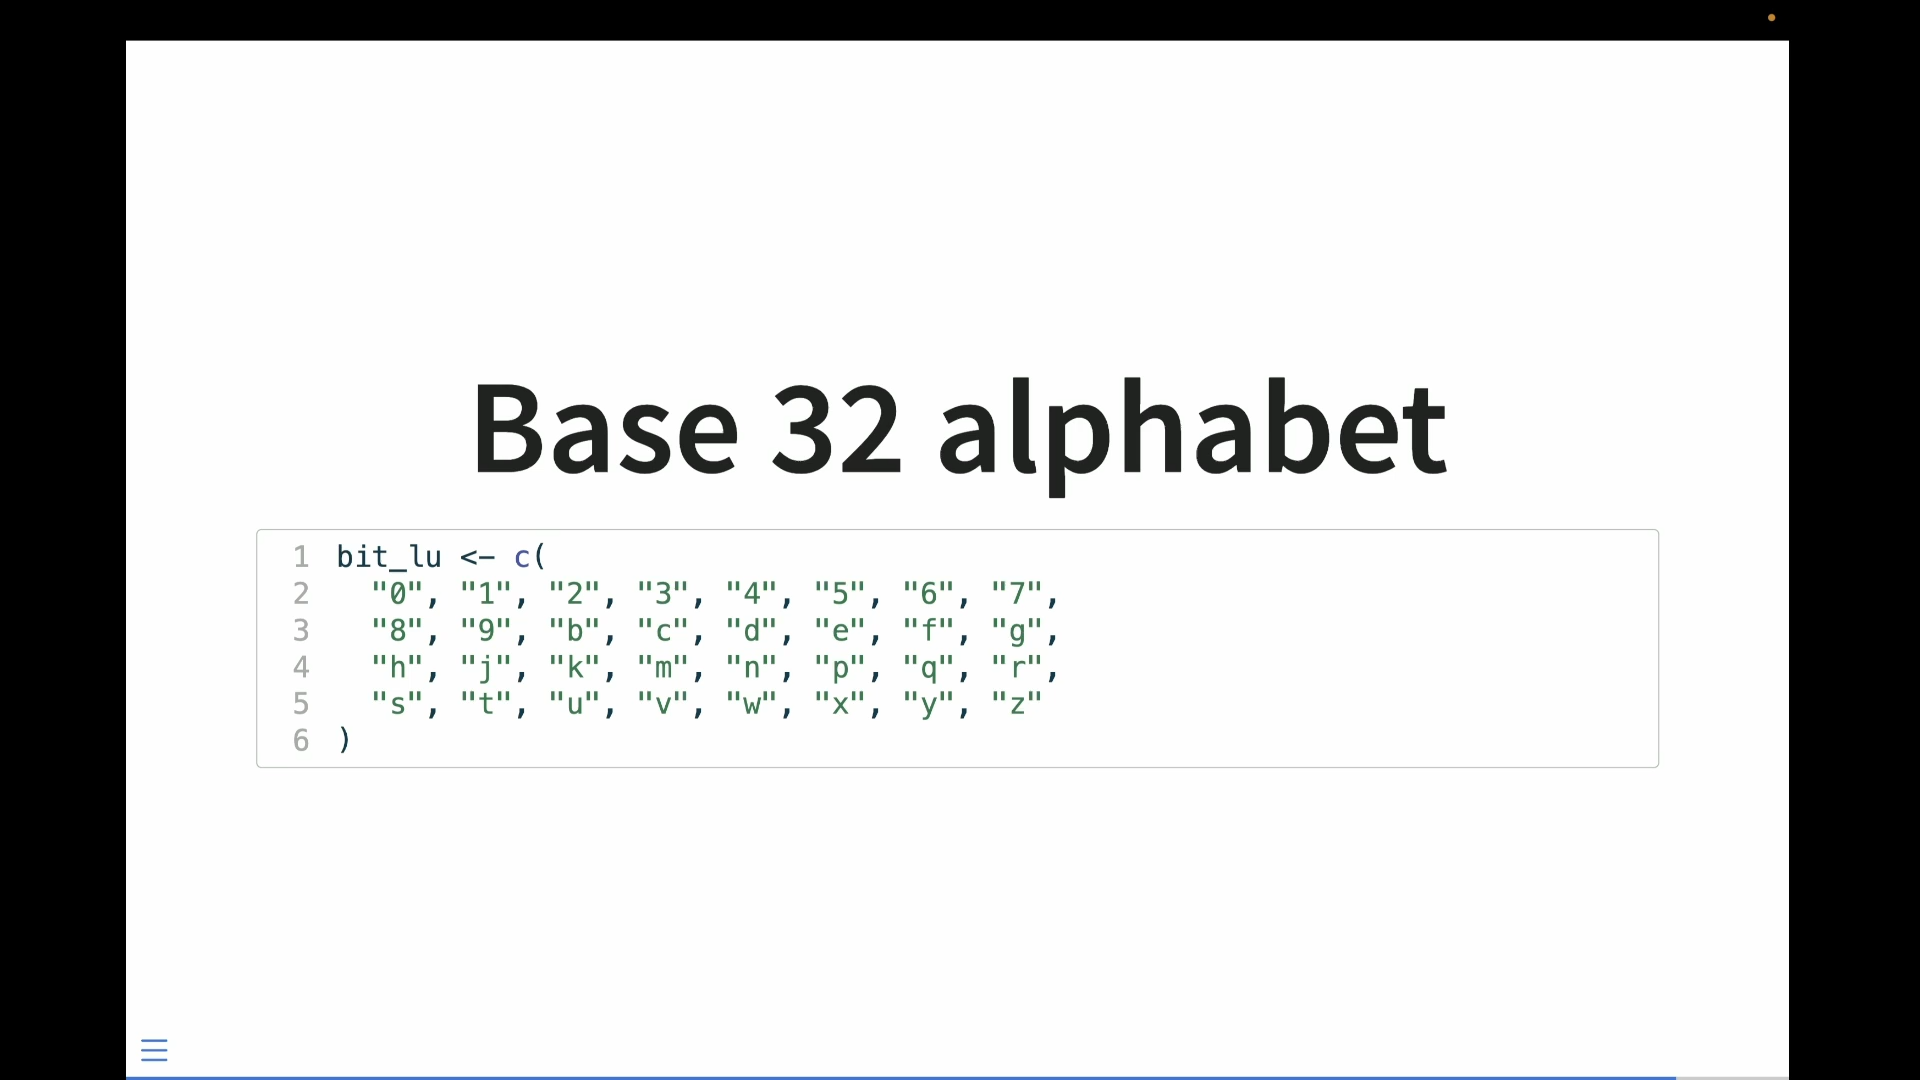 Base 32 alphabet
1 bit_lu <- c(
2   "0", "1", "2", "3", "4", "5", "6", "7",
3   "8", "9", "b", "c", "d", "e", "f", "g",
4   "h", "j", "k", "m", "n", "p", "q", "r",
5   "s", "t", "u", "v", "w", "x", "y", "z"
6 )